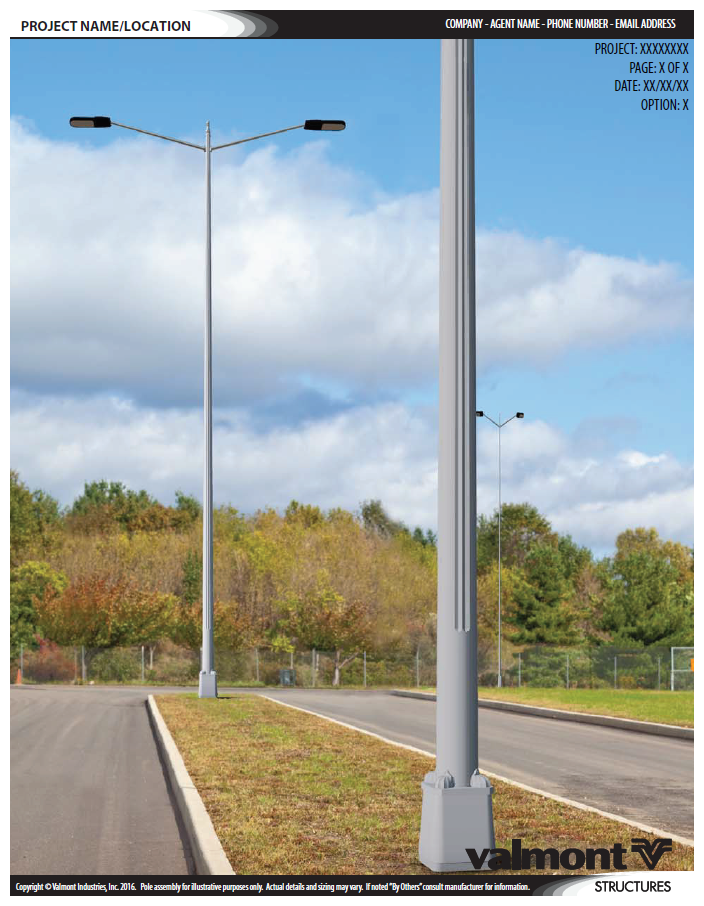 PROJECT NAME/LOCATION
COMPANY - AGENT NAME - PHONE NUMBER - EMAIL ADDRESS
PROJECT: XXXXXXXX
PAGE: X OF X
DATE: XX/XX/XX
OPTION: X
valmont
Copyright © Valmont Industries, Inc. 2016. Pole assembly for illustrative purposes only. Actual details and sizing may vary. If noted "By Others" consult manufacturer for information.
STRUCTURES